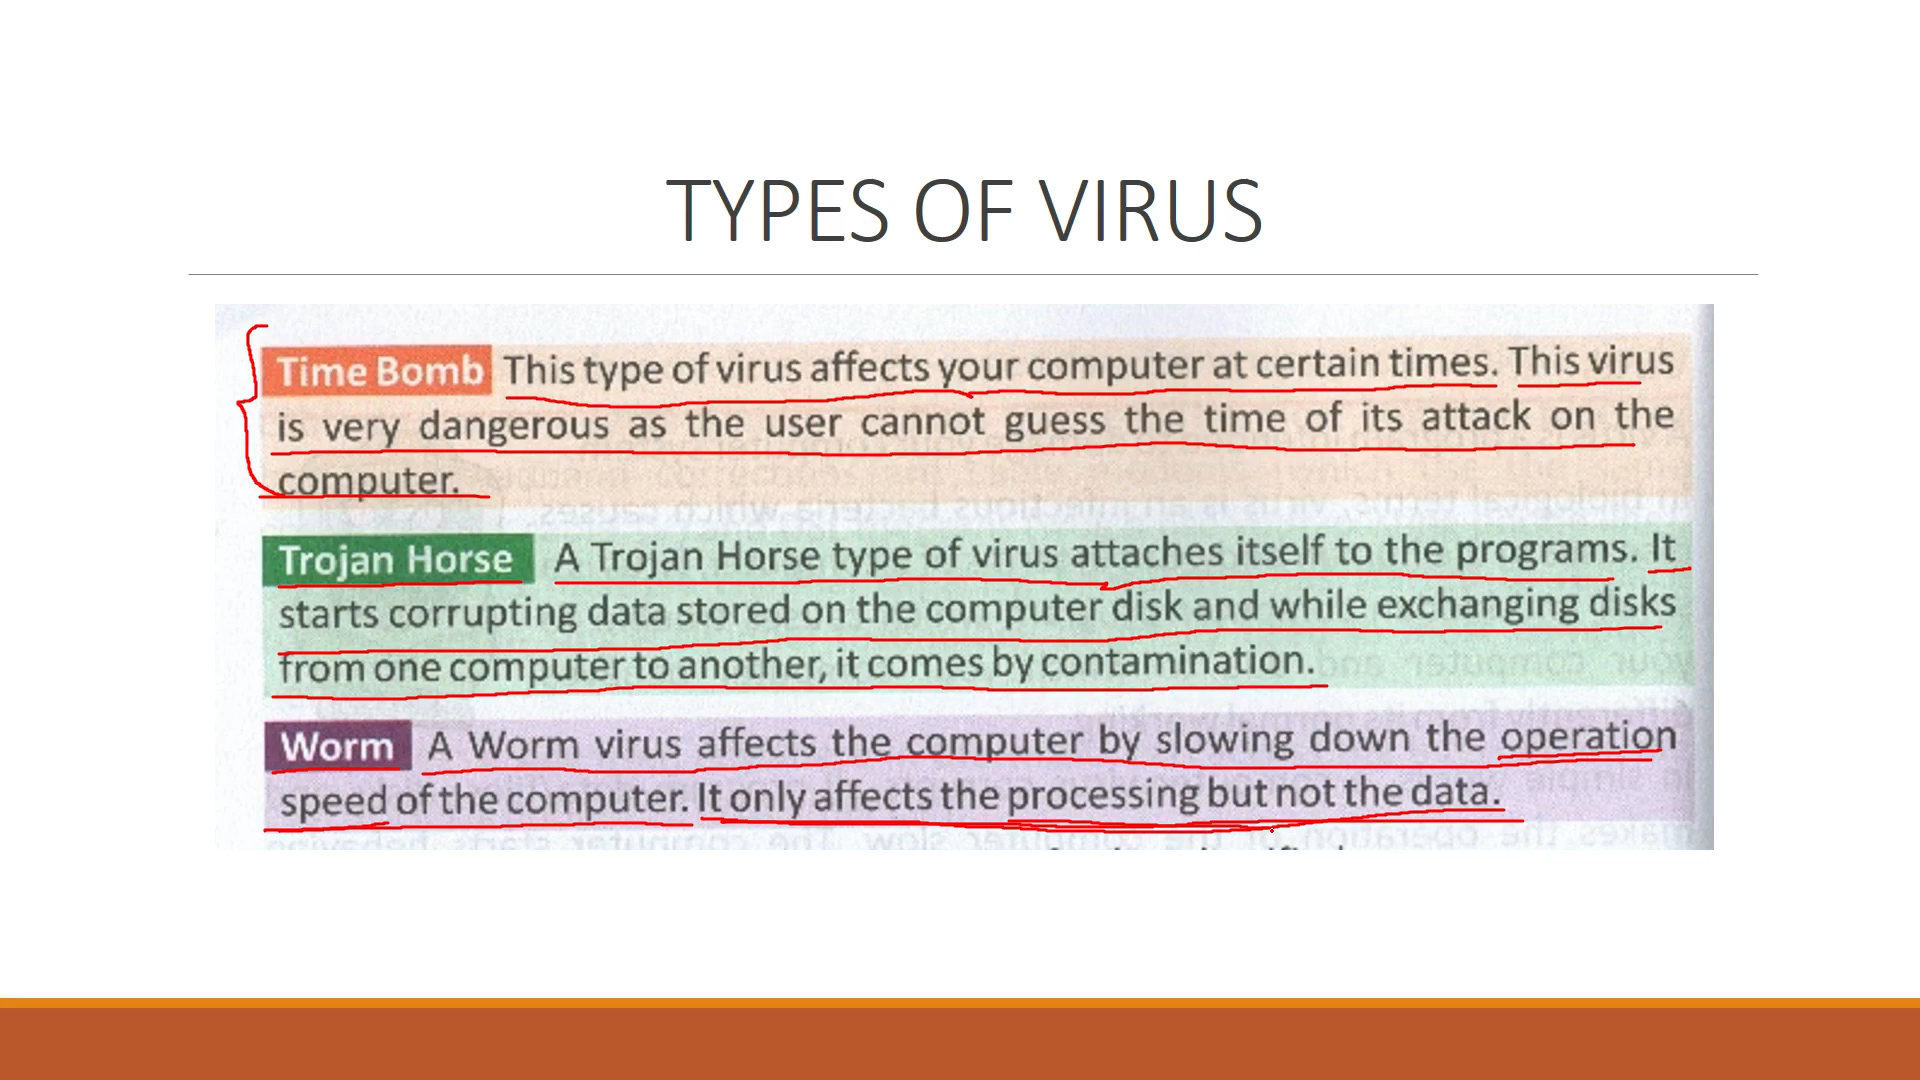 TYPES OF VIRUS
Time Bomb This type of virus affects your computer at certain times. This virus
is very dangerous as the user cannot guess the time of its attack on the
computer.
Trojan Horse A Trojan Horse type of virus attaches itself to the programs. It
starts corrupting data stored on the computer disk and while exchanging disks
from one computer to another, it comes by contamination.
Worm A Worm virus affects the computer by slowing down the operation
speed of the computer. It only affects the processing but not the data.